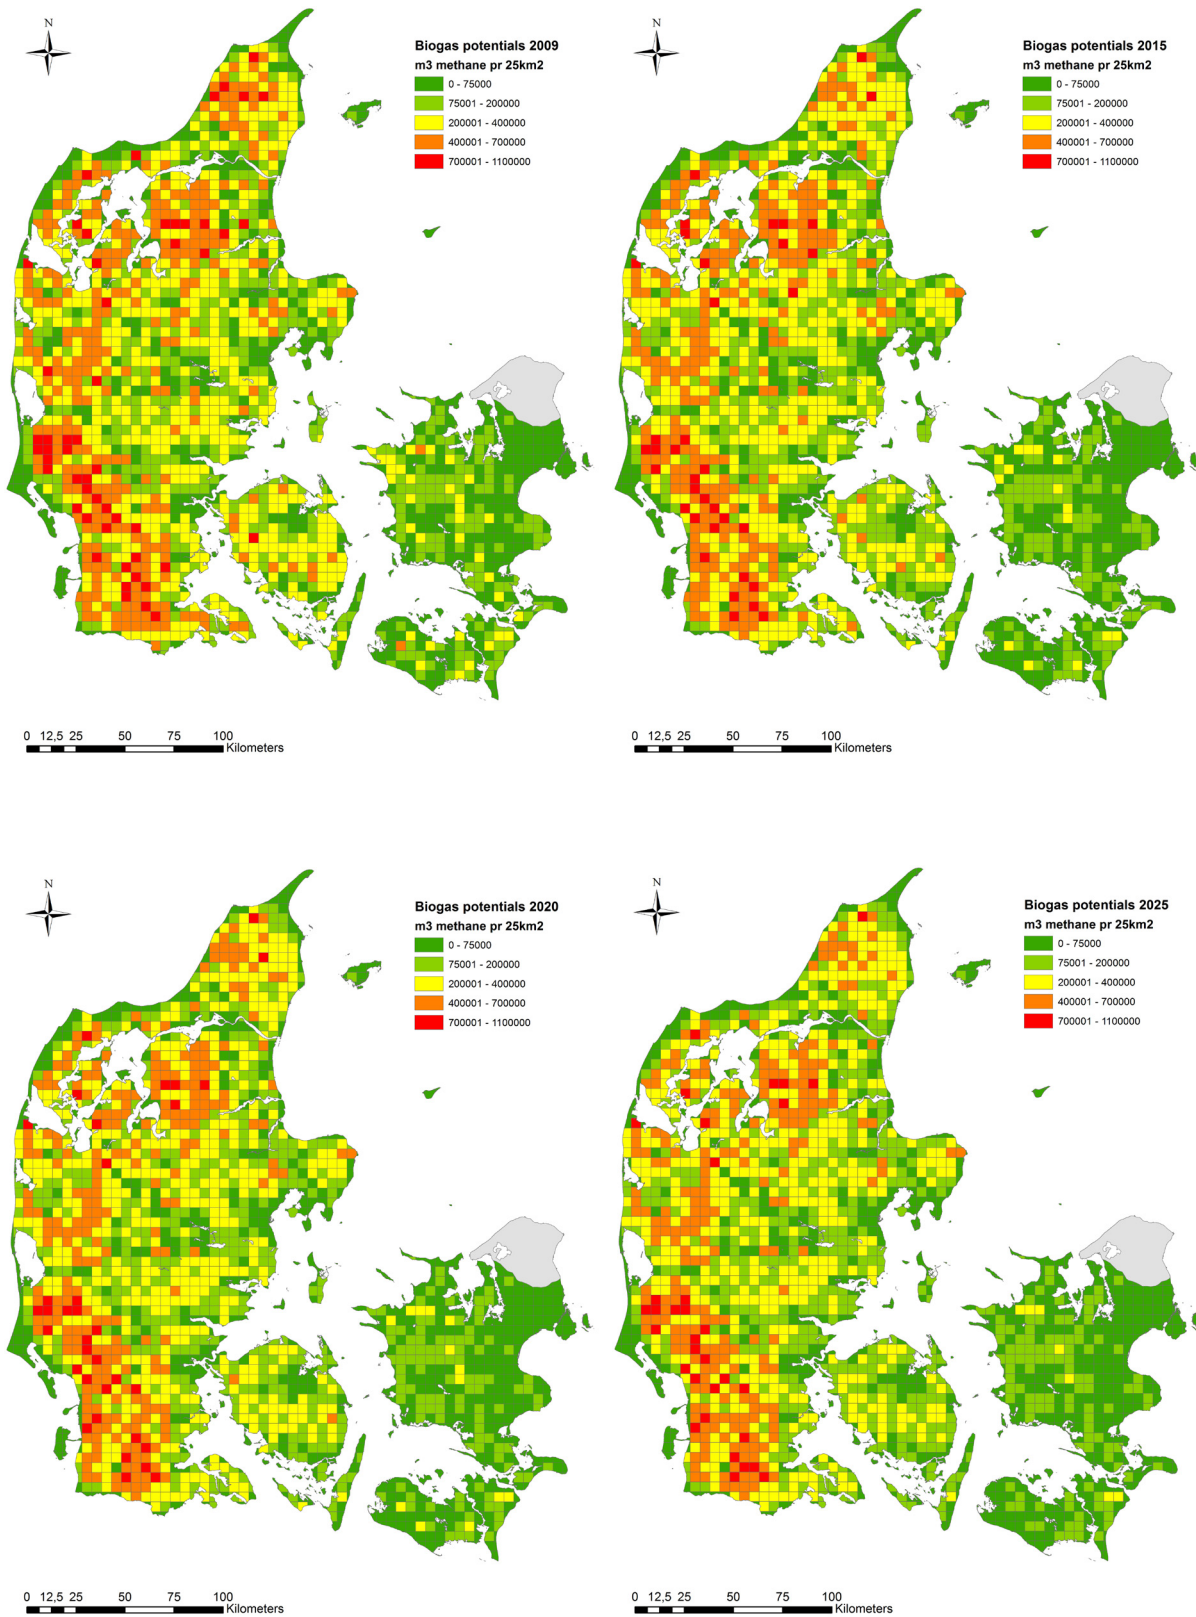 N
Biogas potentials 2009
m3 methane pr 25km2
0 - 75000
75001 - 200000
200001 - 400000
400001 - 700000
700001 - 1100000
0 12,5 25 50 75 100
Kilometers
N
Biogas potentials 2015
m3 methane pr 25km2
0 - 75000
75001 - 200000
200001 - 400000
400001 - 700000
700001 - 1100000
0 12,5 25 50 75 100
Kilometers
N
Biogas potentials 2020
m3 methane pr 25km2
0 - 75000
75001 - 200000
200001 - 400000
400001 - 700000
700001 - 1100000
0 12,5 25 50 75 100
Kilometers
N
Biogas potentials 2025
m3 methane pr 25km2
0 - 75000
75001 - 200000
200001 - 400000
400001 - 700000
700001 - 1100000
0 12,5 25 50 75 100
Kilometers